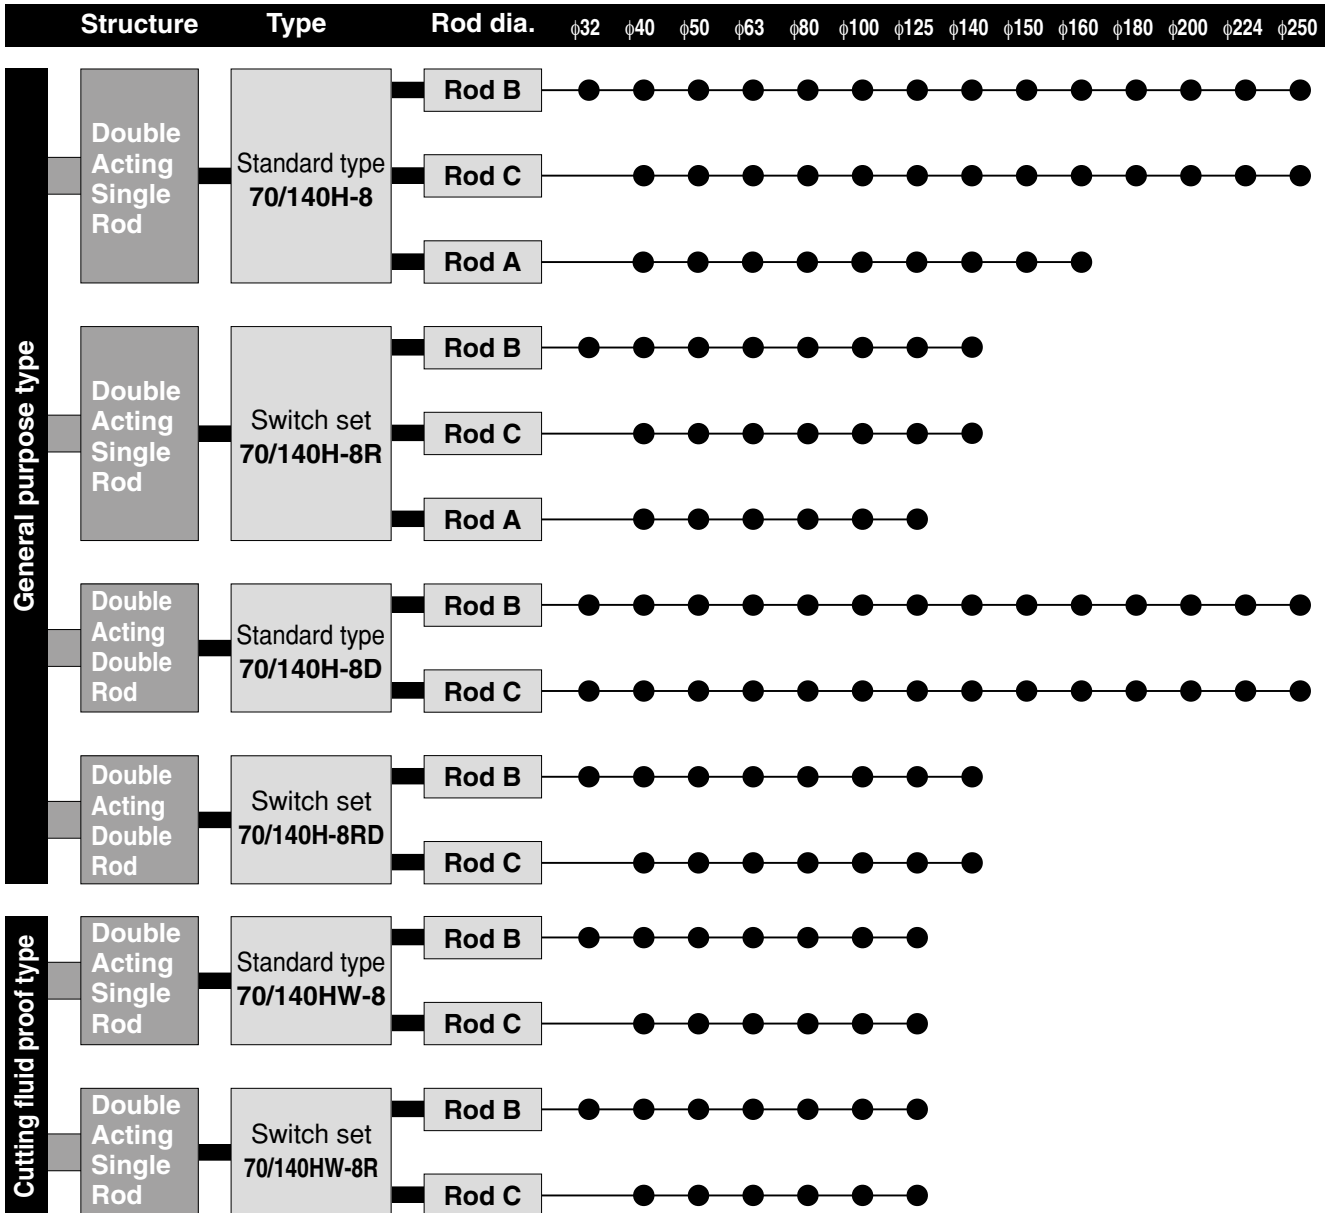 Structure Type Rod dia. ϕ32 ϕ40 ϕ50 ϕ63 ϕ80 ϕ100 ϕ125 ϕ140 ϕ150 ϕ160 ϕ180 ϕ200 ϕ224 ϕ250
General purpose type
Double
Acting
Single
Rod
Standard type
70/140H-8
Rod B
Rod C
Rod A
Double
Acting
Single
Rod
Switch set
70/140H-8R
Rod B
Rod C
Rod A
Double
Acting
Double
Rod
Standard type
70/140H-8D
Rod B
Rod C
Double
Acting
Double
Rod
Switch set
70/140H-8RD
Rod B
Rod C
Cutting fluid proof type
Double
Acting
Single
Rod
Standard type
70/140HW-8
Rod B
Rod C
Double
Acting
Single
Rod
Switch set
70/140HW-8R
Rod B
Rod C